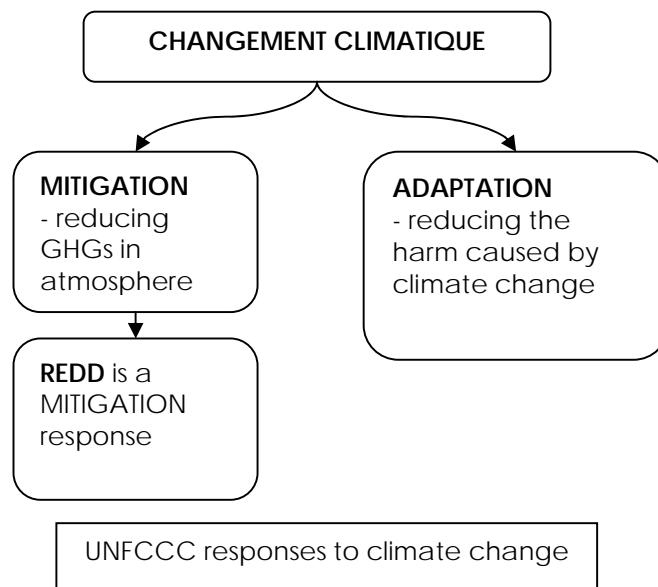 CHANGEMENT CLIMATIQUE
MITIGATION
- reducing
GHGs in
atmosphere
ADAPTATION
- reducing the
harm caused by
climate change
REDD is a
MITIGATION
response
UNFCCC responses to climate change